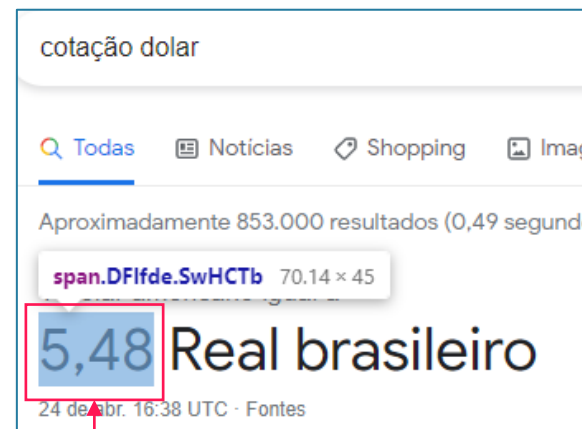 cotação dolar
Todas Notícias Shopping
Aproximadamente 853.000 resultados (0,49
span.DFlfde.SwHCTb 70.14 × 45
5,48 Real brasileiro
24 de abr. 16:38 UTC · Fontes